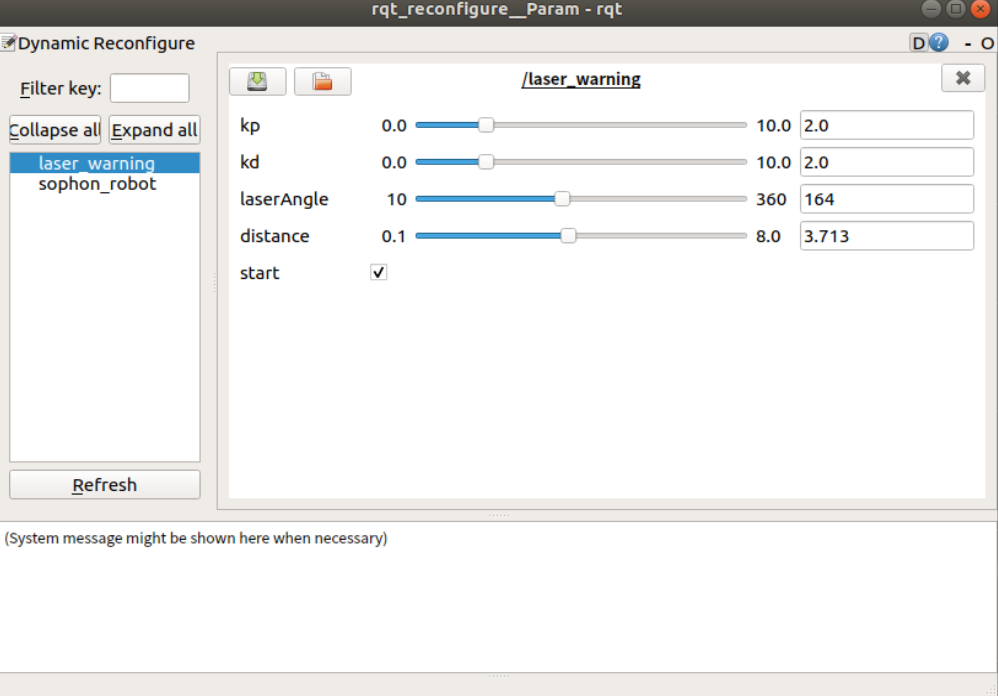 rqt_reconfigure__Param - rqt
Dynamic Reconfigure
D ? - O
Filter key:
Collapse all Expand all
laser_warning
sophon_robot
Refresh
/laser_warning
kp 0.0 10.0 2.0
kd 0.0 10.0 2.0
laserAngle 10 360 164
distance 0.1 8.0 3.713
start
(System message might be shown here when necessary)